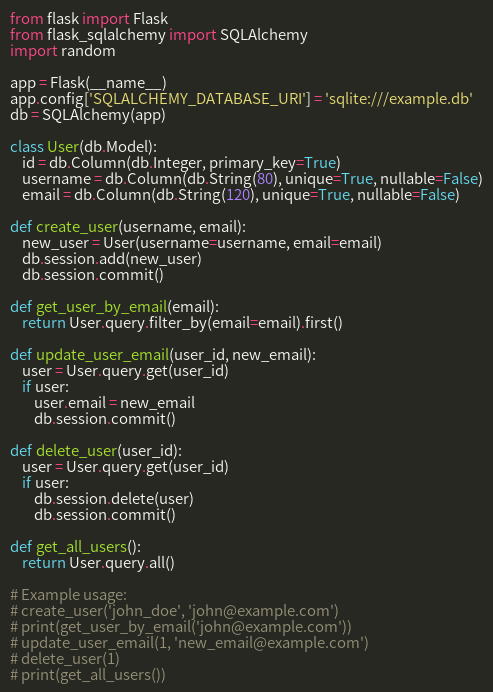 from flask import Flask
from flask_sqlalchemy import SQLAlchemy
import random

app = Flask(__name__)
app.config['SQLALCHEMY_DATABASE_URI'] = 'sqlite:///example.db'
db = SQLAlchemy(app)

class User(db.Model):
    id = db.Column(db.Integer, primary_key=True)
    username = db.Column(db.String(80), unique=True, nullable=False)
    email = db.Column(db.String(120), unique=True, nullable=False)

def create_user(username, email):
    new_user = User(username=username, email=email)
    db.session.add(new_user)
    db.session.commit()

def get_user_by_email(email):
    return User.query.filter_by(email=email).first()

def update_user_email(user_id, new_email):
    user = User.query.get(user_id)
    if user:
        user.email = new_email
        db.session.commit()

def delete_user(user_id):
    user = User.query.get(user_id)
    if user:
        db.session.delete(user)
        db.session.commit()

def get_all_users():
    return User.query.all()

# Example usage:
# create_user('john_doe', 'john@example.com')
# print(get_user_by_email('john@example.com'))
# update_user_email(1, 'new_email@example.com')
# delete_user(1)
# print(get_all_users())